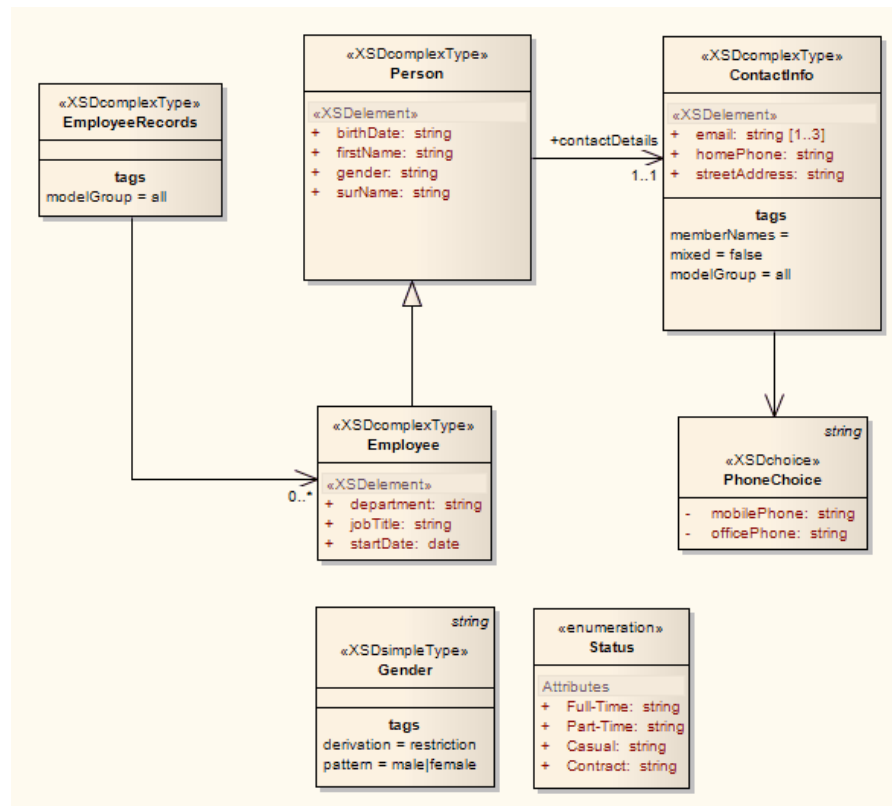 «XSDcomplexType»
EmployeeRecords
tags
modelGroup = all
«XSDcomplexType»
Person
«XSDelement»
+ birthDate: string
+ firstName: string
+ gender: string
+ surName: string
+contactDetails
1..1
«XSDcomplexType»
ContactInfo
«XSDelement»
+ email: string [1..3]
+ homePhone: string
+ streetAddress: string
tags
memberNames =
mixed = false
modelGroup = all
0..*
«XSDcomplexType»
Employee
«XSDelement»
+ department: string
+ jobTitle: string
+ startDate: date
string
«XSDchoice»
PhoneChoice
- mobilePhone: string
- officePhone: string
string
«XSDsimpleType»
Gender
tags
derivation = restriction
pattern = male|female
«enumeration»
Status
Attributes
+ Full-Time: string
+ Part-Time: string
+ Casual: string
+ Contract: string